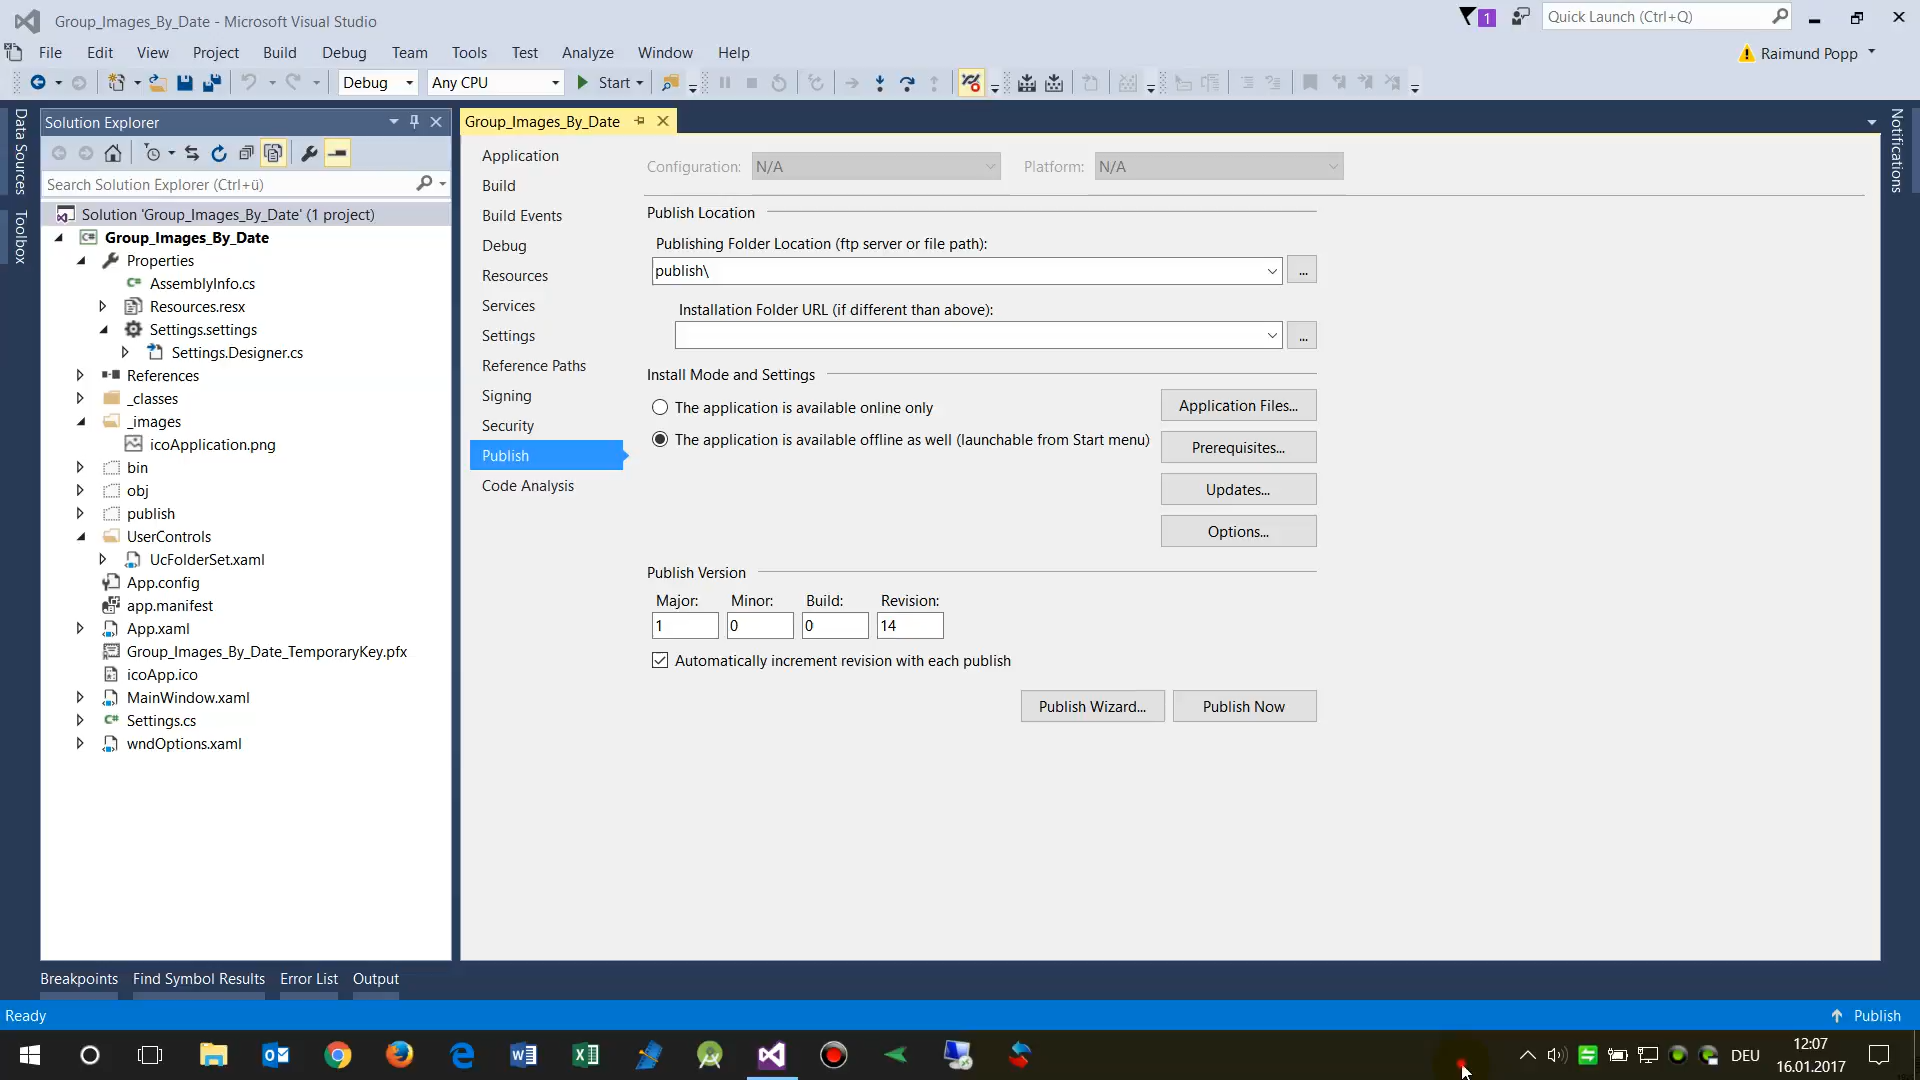 Group_Images_By_Date - Microsoft Visual Studio
1
Quick Launch (Ctrl+Q)
File Edit View Project Build Debug Team Tools Test Analyze Window Help
Raimund Popp
Debug Any CPU Start
Data Sources
Toolbox
Solution Explorer
Search Solution Explorer (Ctrl+ü)
Solution 'Group_Images_By_Date' (1 project)
Group_Images_By_Date
Properties
AssemblyInfo.cs
Resources.resx
Settings.settings
Settings.Designer.cs
References
_classes
_images
icoApplication.png
bin
obj
publish
UserControls
UcFolderSet.xaml
App.config
app.manifest
App.xaml
Group_Images_By_Date_TemporaryKey.pfx
icoApp.ico
MainWindow.xaml
Settings.cs
wndOptions.xaml
Group_Images_By_Date
Application
Build
Build Events
Debug
Resources
Services
Settings
Reference Paths
Signing
Security
Publish
Code Analysis
Configuration: N/A Platform: N/A
Publish Location
Publishing Folder Location (ftp server or file path):
publish\
...
Installation Folder URL (if different than above):
...
Install Mode and Settings
The application is available online only
The application is available offline as well (launchable from Start menu)
Application Files...
Prerequisites...
Updates...
Options...
Publish Version
Major: Minor: Build: Revision:
1 0 0 14
Automatically increment revision with each publish
Publish Wizard... Publish Now
Notifications
Breakpoints Find Symbol Results Error List Output
Ready
Publish
DEU
12:07
16.01.2017